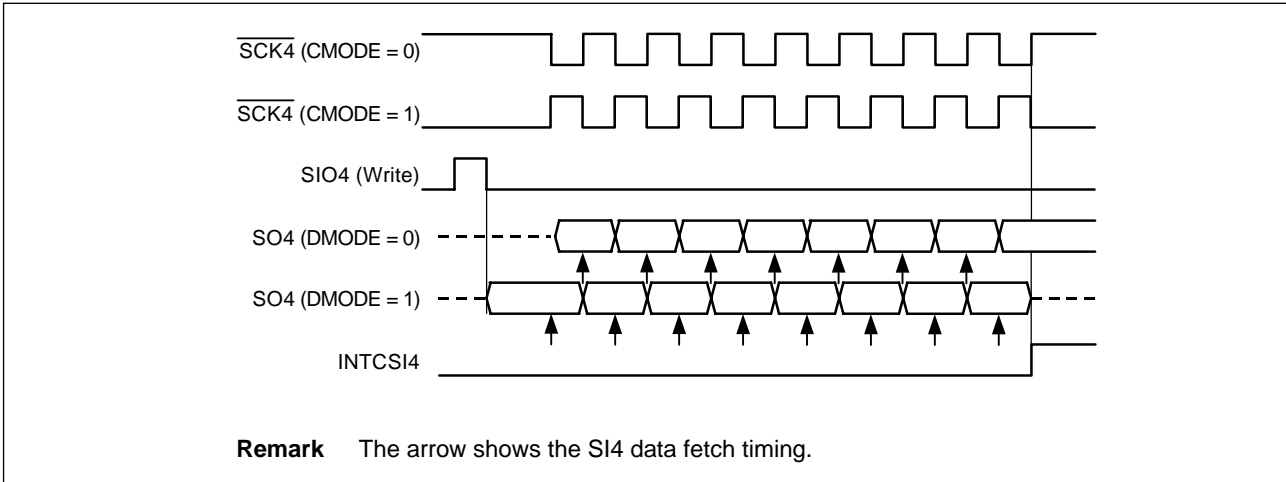 SCK4 (CMODE = 0)
SCK4 (CMODE = 1)
SIO4 (Write)
SO4 (DMODE = 0)
SO4 (DMODE = 1)
INTCSI4
Remark The arrow shows the SI4 data fetch timing.